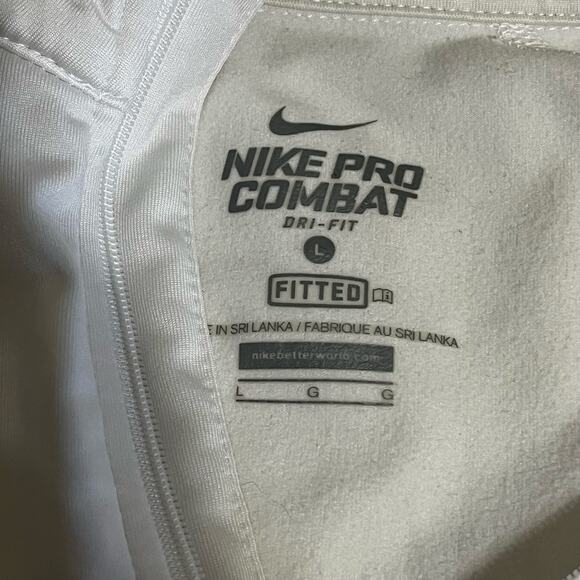 NIKE PRO
COMBAT
DRI-FIT
L
FITTED
IN SRI LANKA / FABRIQUE AU SRI LANKA
nikebetterworld.com
L G G